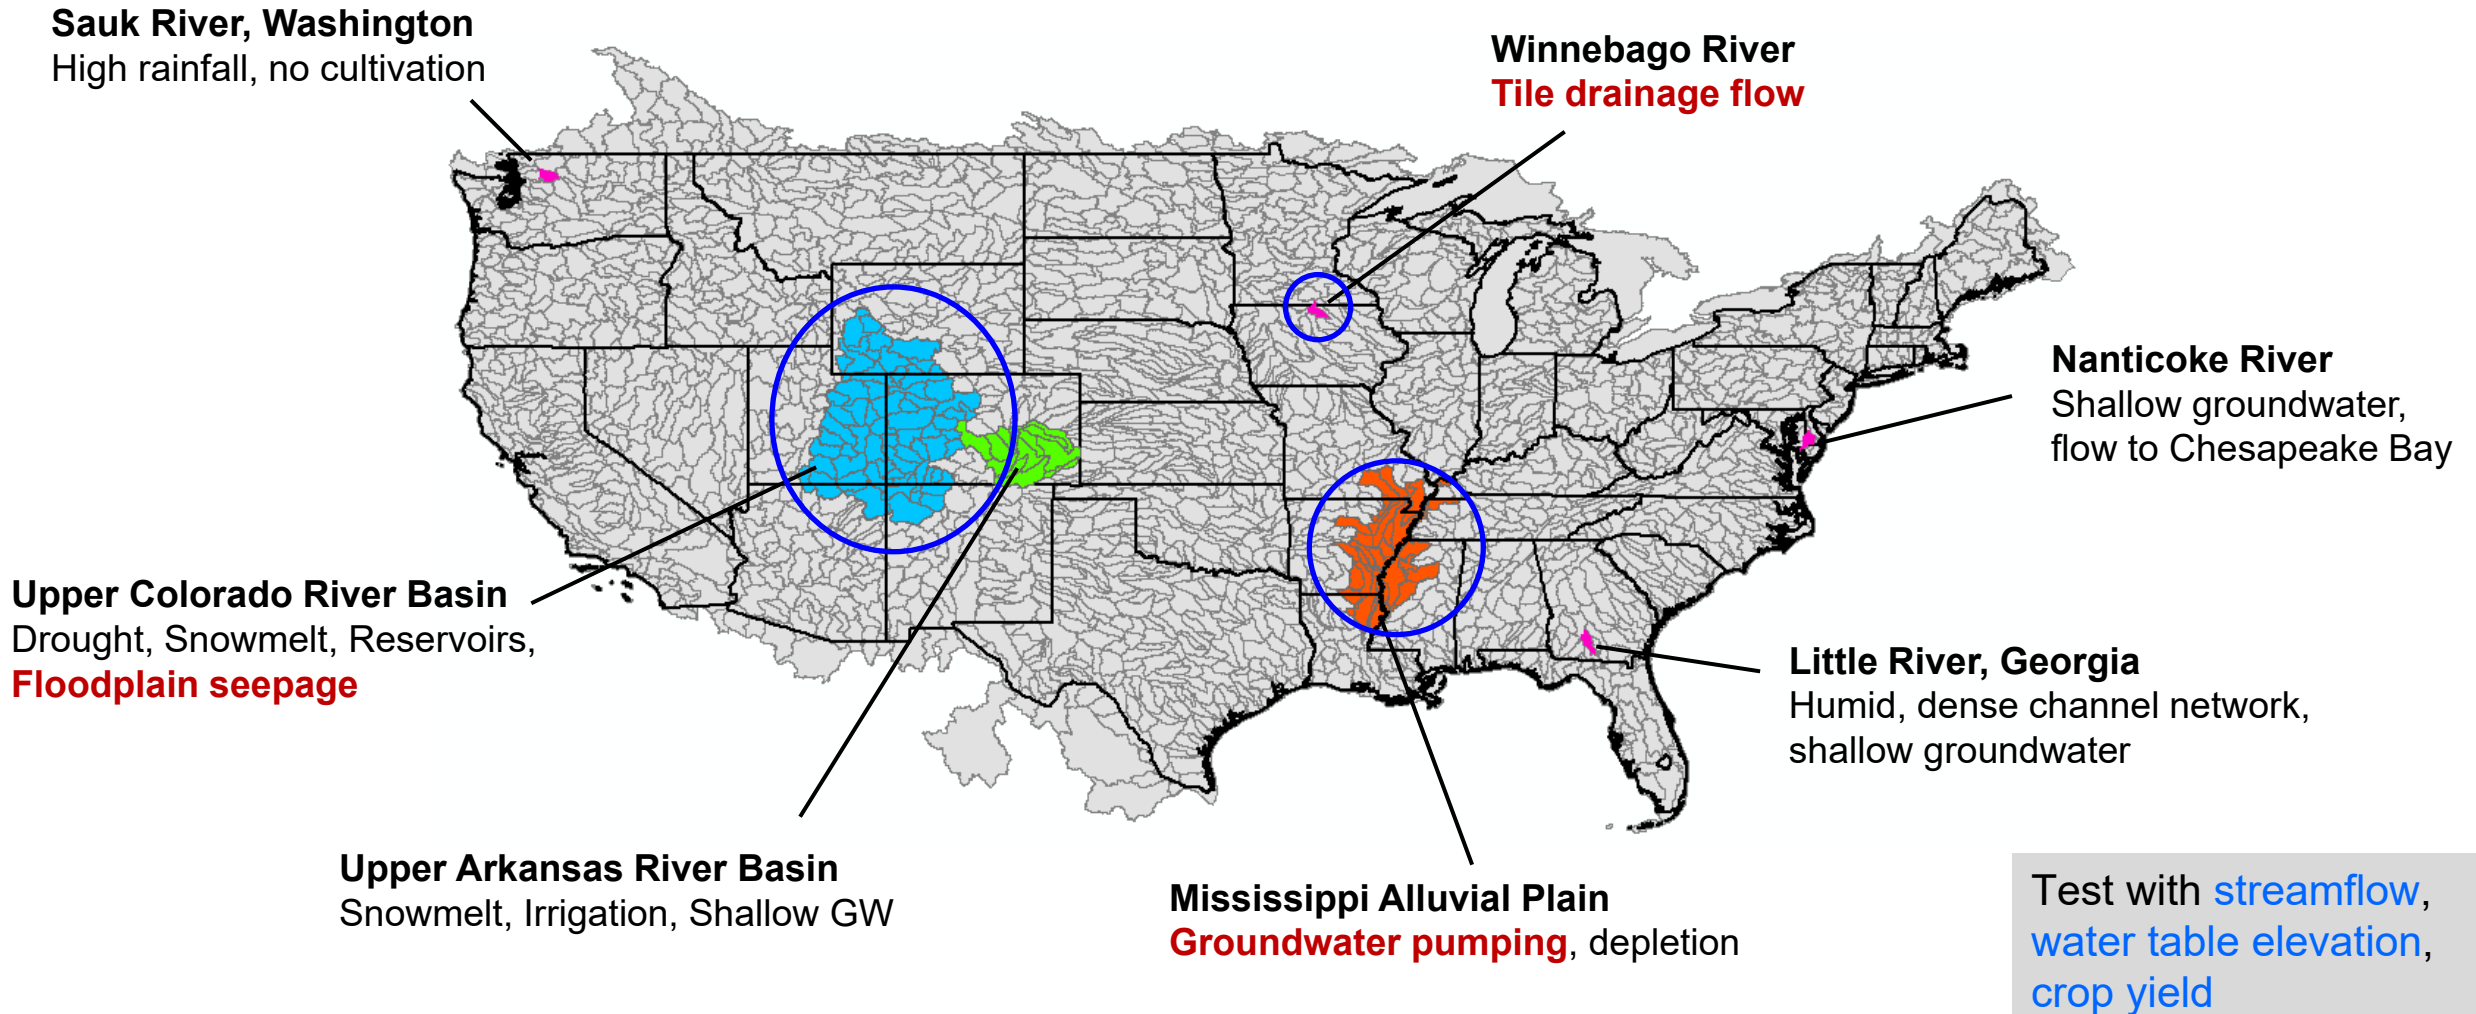 Sauk River, Washington
High rainfall, no cultivation
Winnebago River
Tile drainage flow
Nanticoke River
Shallow groundwater,
flow to Chesapeake Bay
Upper Colorado River Basin
Drought, Snowmelt, Reservoirs,
Floodplain seepage
Little River, Georgia
Humid, dense channel network,
shallow groundwater
Upper Arkansas River Basin
Snowmelt, Irrigation, Shallow GW
Mississippi Alluvial Plain
Groundwater pumping, depletion
Test with streamflow,
water table elevation,
crop yield